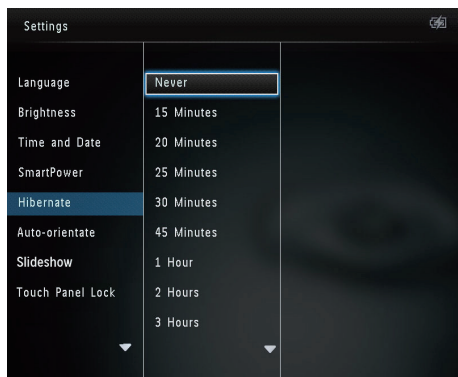 Settings
Language
Brightness
Time and Date
SmartPower
Hibernate
Auto-orientate
Slideshow
Touch Panel Lock
Never
15 Minutes
20 Minutes
25 Minutes
30 Minutes
45 Minutes
1 Hour
2 Hours
3 Hours